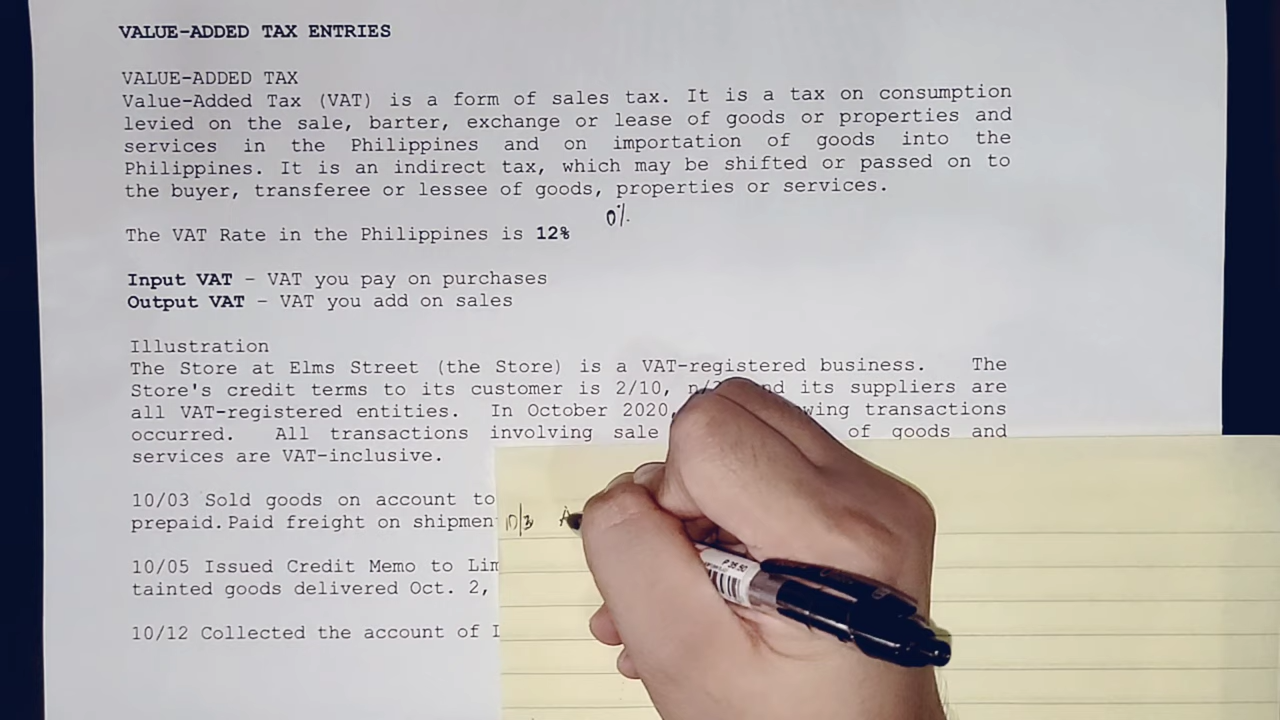 VALUE-ADDED TAX ENTRIES
VALUE-ADDED TAX
Value-Added Tax (VAT) is a form of sales tax. It is a tax on consumption
levied on the sale, barter, exchange or lease of goods or properties and
services in the Philippines and on importation of goods into the
Philippines. It is an indirect tax, which may be shifted or passed on to
the buyer, transferee or lessee of goods, properties or services.
0%
The VAT Rate in the Philippines is 12%
Input VAT – VAT you pay on purchases
Output VAT – VAT you add on sales
Illustration
The Store at Elms Street (the Store) is a VAT-registered business. The
Store's credit terms to its customer is 2/10, its suppliers are
all VAT-registered entities. In October 2020, transactions
occurred. All transactions involving sale of goods and
services are VAT-inclusive.
10/03 Sold goods on account to
prepaid. Paid freight on
10/3
10/05 Issued Credit Memo to
tainted goods delivered Oct. 2,
10/12 Collected the account of